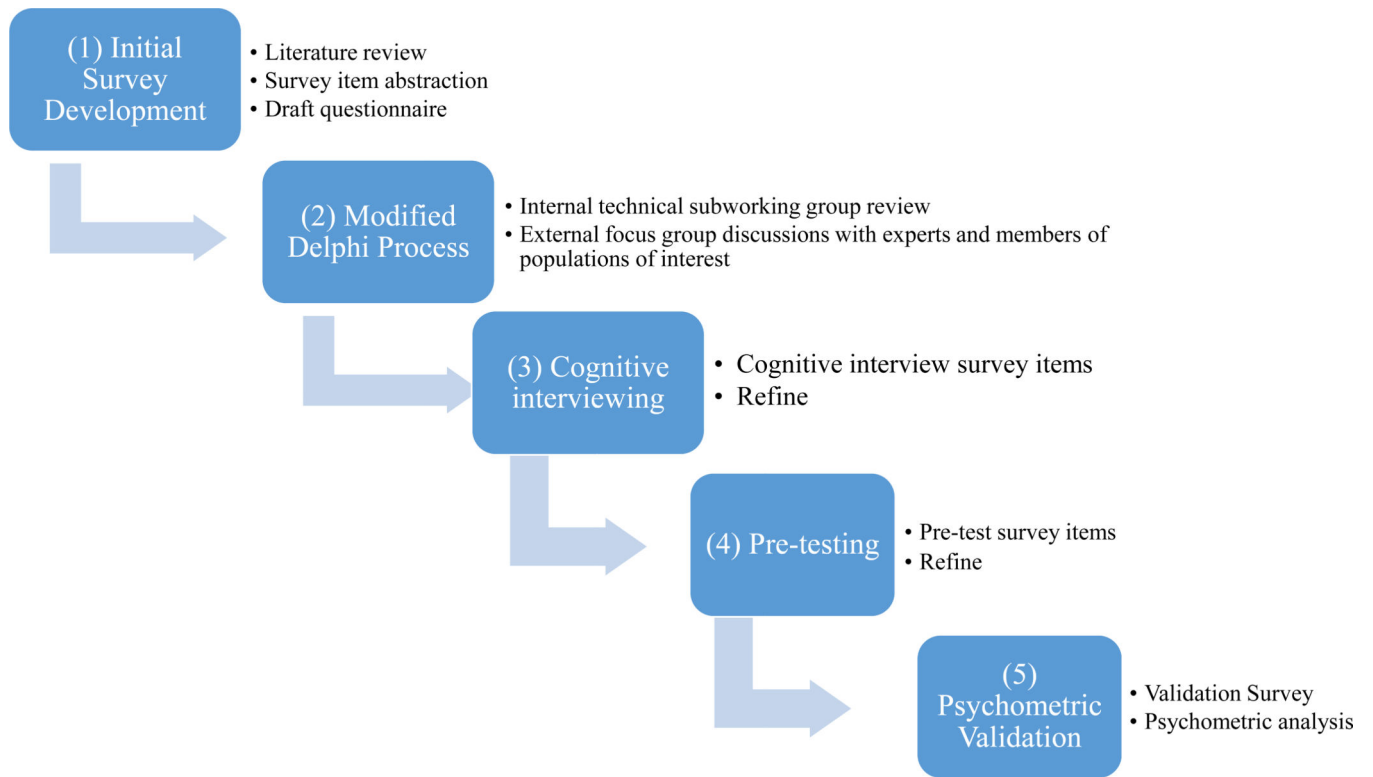 (1) Initial
Survey
Development
• Literature review
• Survey item abstraction
• Draft questionnaire
(2) Modified
Delphi Process
• Internal technical subworking group review
• External focus group discussions with experts and members of
populations of interest
(3) Cognitive
interviewing
• Cognitive interview survey items
• Refine
(4) Pre-testing
• Pre-test survey items
• Refine
(5)
Psychometric
Validation
• Validation Survey
• Psychometric analysis